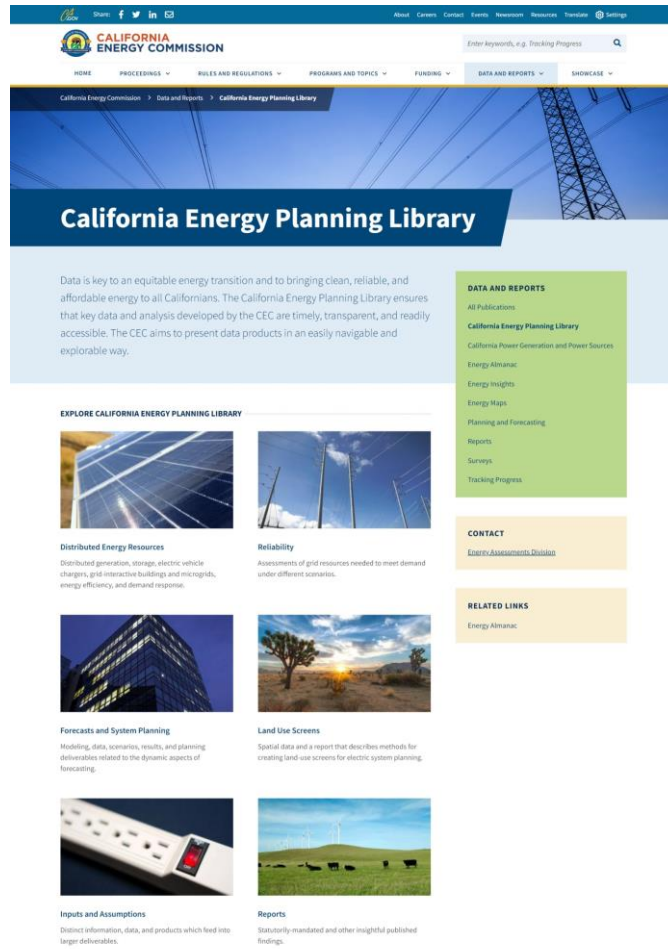 Share:
About Careers Contact Events Newsroom Resources Translate Settings
CALIFORNIA
ENERGY COMMISSION
Enter keywords, e.g. Tracking Progress
HOME PROCEEDINGS RULES AND REGULATIONS PROGRAMS AND TOPICS FUNDING DATA AND REPORTS SHOWCASE
California Energy Commission > Data and Reports > California Energy Planning Library
California Energy Planning Library
Data is key to an equitable energy transition and to bringing clean, reliable, and
affordable energy to all Californians. The California Energy Planning Library ensures
that key data and analysis developed by the CEC are timely, transparent, and readily
accessible. The CEC aims to present data products in an easily navigable and
explorable way.
DATA AND REPORTS
All Publications
California Energy Planning Library
California Power Generation and Power Sources
Energy Almanac
Energy Insights
Energy Maps
Planning and Forecasting
Reports
Surveys
Tracking Progress
CONTACT
Energy Assessments Division
RELATED LINKS
Energy Almanac
EXPLORE CALIFORNIA ENERGY PLANNING LIBRARY
Distributed Energy Resources
Distributed generation, storage, electric vehicle
chargers, grid-interactive buildings and microgrids,
energy efficiency, and demand response.
Reliability
Assessments of grid resources needed to meet demand
under different scenarios.
Forecasts and System Planning
Modeling, data, scenarios, results, and planning
deliverables related to the dynamic aspects of
forecasting.
Land Use Screens
Spatial data and a report that describes methods for
creating land-use screens for electric system planning.
Inputs and Assumptions
Distinct information, data, and products which feed into
larger deliverables.
Reports
Statutorily-mandated and other insightful published
findings.